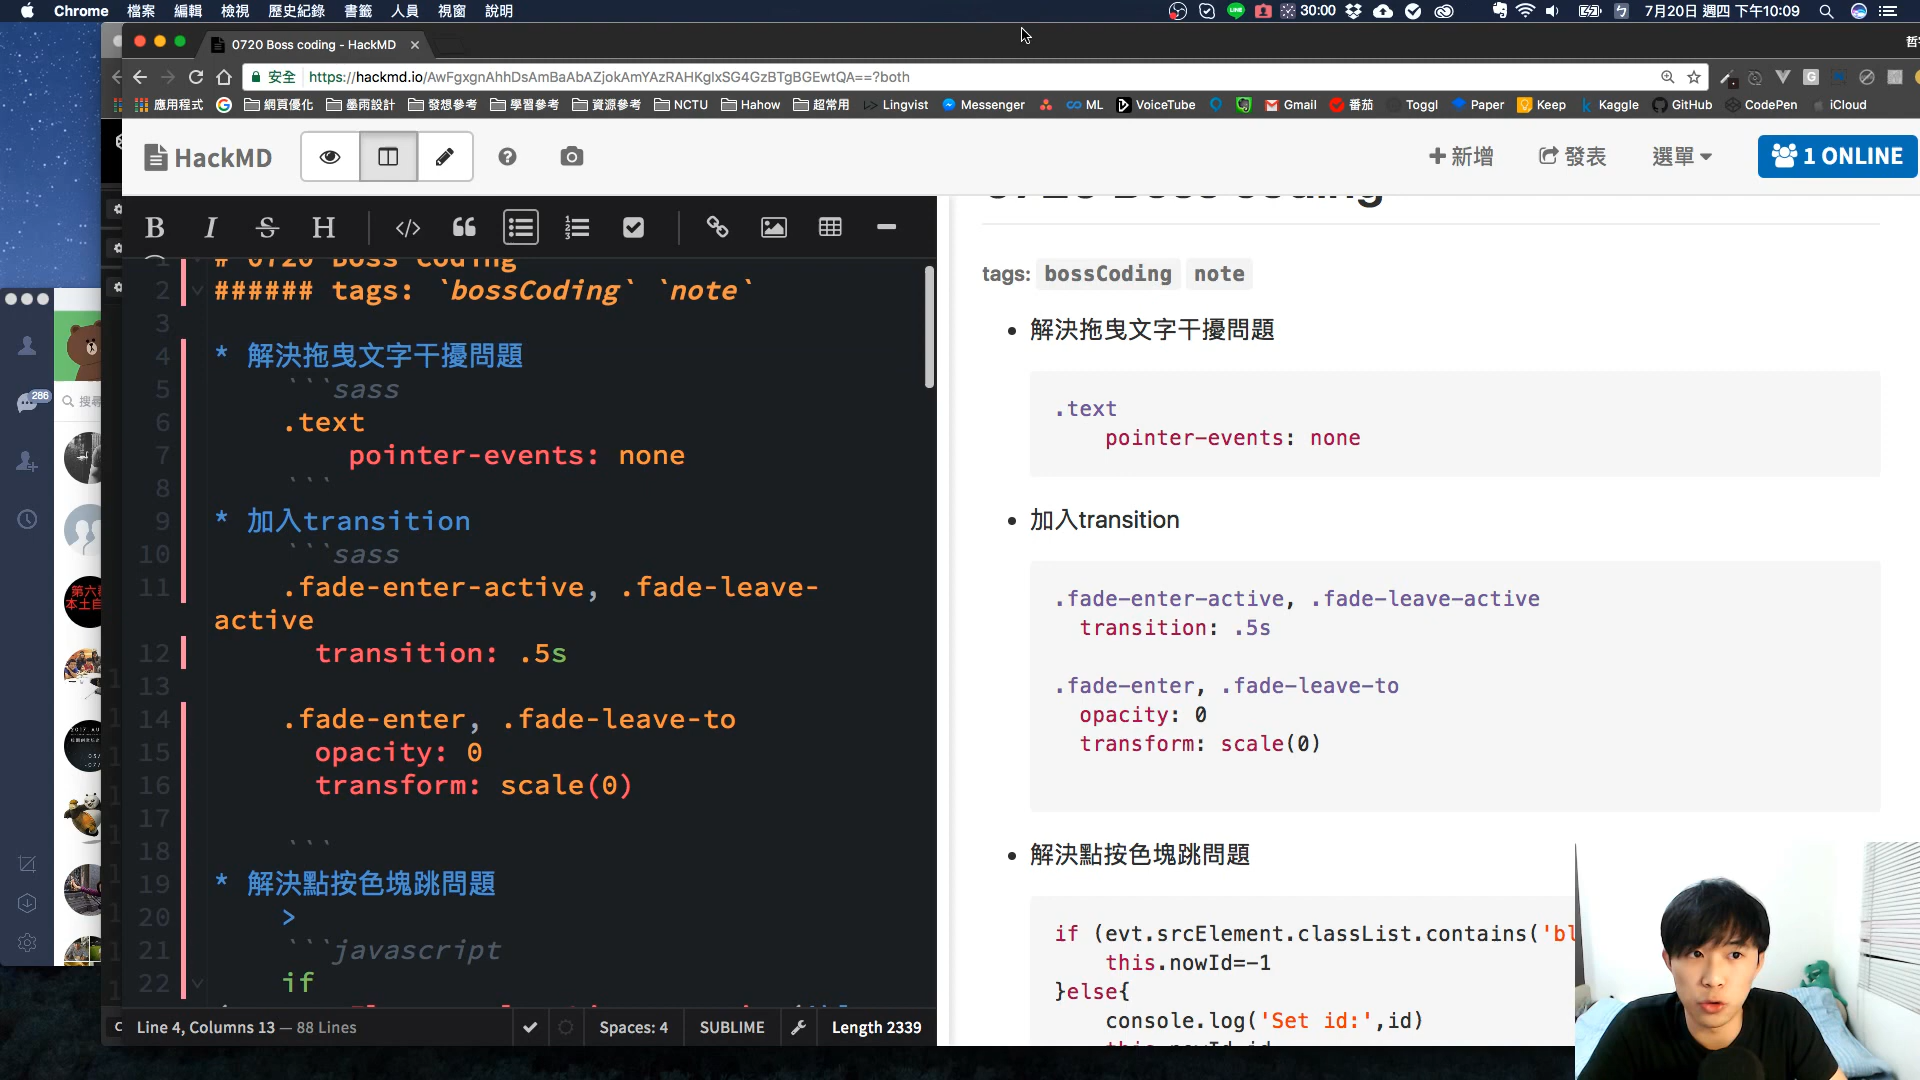 Chrome 檔案 編輯 檢視 歷史紀錄 書籤 人員 視窗 說明 30:00 7月20日 週四 下午10:09
0720 Boss coding - HackMD
安全 https://hackmd.io/AwFgxgnAhhDsAmBaAbAZjokAmYAzRAHKglxSG4GzBTgBGEwtQA==?both
應用程式 網頁優化 墨雨設計 發想參考 學習參考 資源參考 NCTU Hahow 超常用 Lingvist Messenger ML VoiceTube Gmail 番茄 Toggl Paper Keep Kaggle GitHub CodePen iCloud
HackMD 新增 發表 選單 1 ONLINE
B I S H
1 # 0720 Boss coding
2 ###### tags: `bossCoding` `note`
3
4 * 解決拖曳文字干擾問題
5 ```sass
6 .text
7 pointer-events: none
8 ```
9 * 加入transition
10 ```sass
11 .fade-enter-active, .fade-leave-
active
12 transition: .5s
13
14 .fade-enter, .fade-leave-to
15 opacity: 0
16 transform: scale(0)
17
18 ```
19 * 解決點按色塊跳問題
20 >
21 ```javascript
22 if
Line 4, Columns 13 — 88 Lines Spaces: 4 SUBLIME Length 2339
0720 Boss coding
tags: bossCoding note
解決拖曳文字干擾問題
.text
pointer-events: none
加入transition
.fade-enter-active, .fade-leave-active
transition: .5s
.fade-enter, .fade-leave-to
opacity: 0
transform: scale(0)
解決點按色塊跳問題
if (evt.srcElement.classList.contains('bl
this.nowId=-1
}else{
console.log('Set id:',id)
286
搜尋